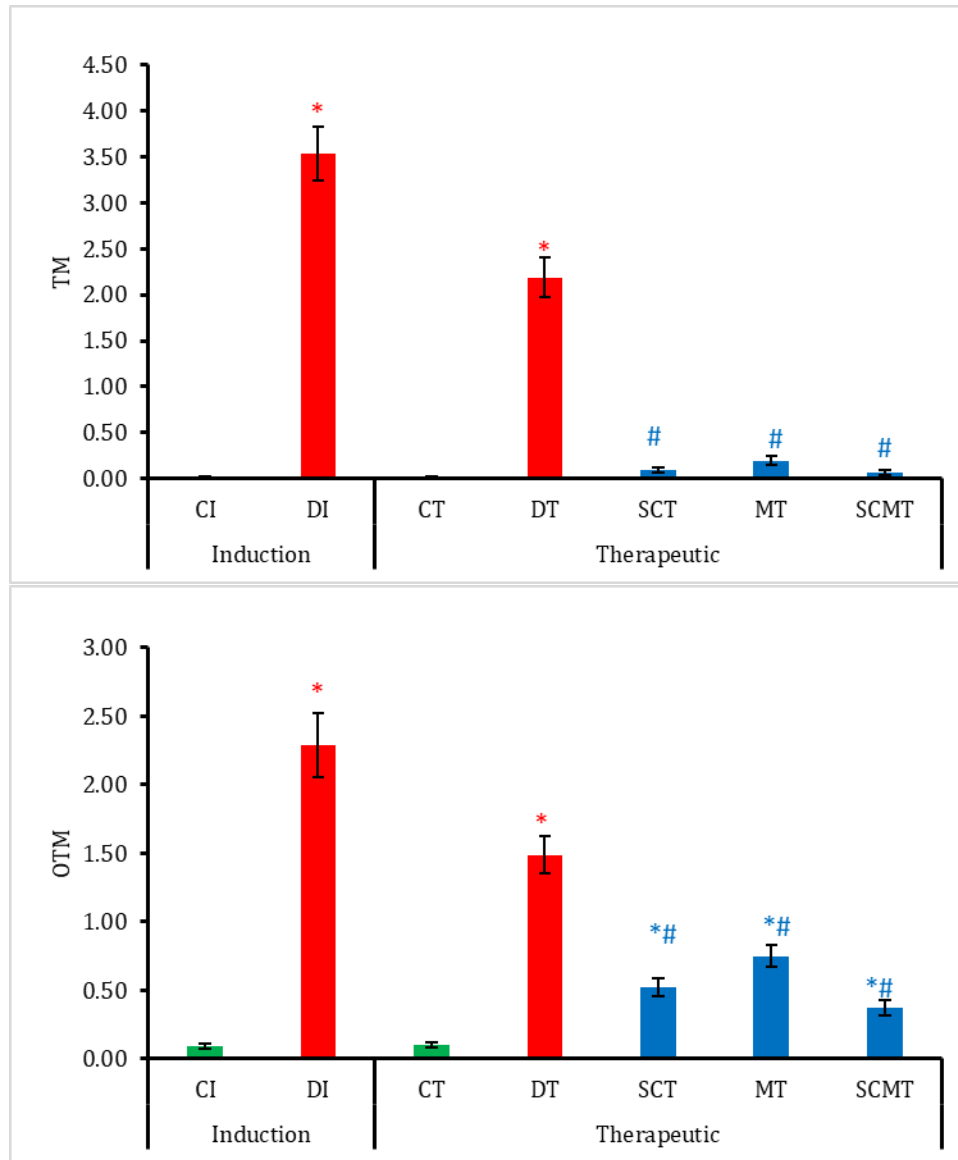 4.50
4.00
3.50
3.00
2.50
2.00
1.50
1.00
0.50
0.00
TM
*
*
# # #
CI DI CT DT SCT MT SCMT
Induction Therapeutic
3.00
2.50
2.00
1.50
1.00
0.50
0.00
OTM
*
*
*# *# *#
CI DI CT DT SCT MT SCMT
Induction Therapeutic